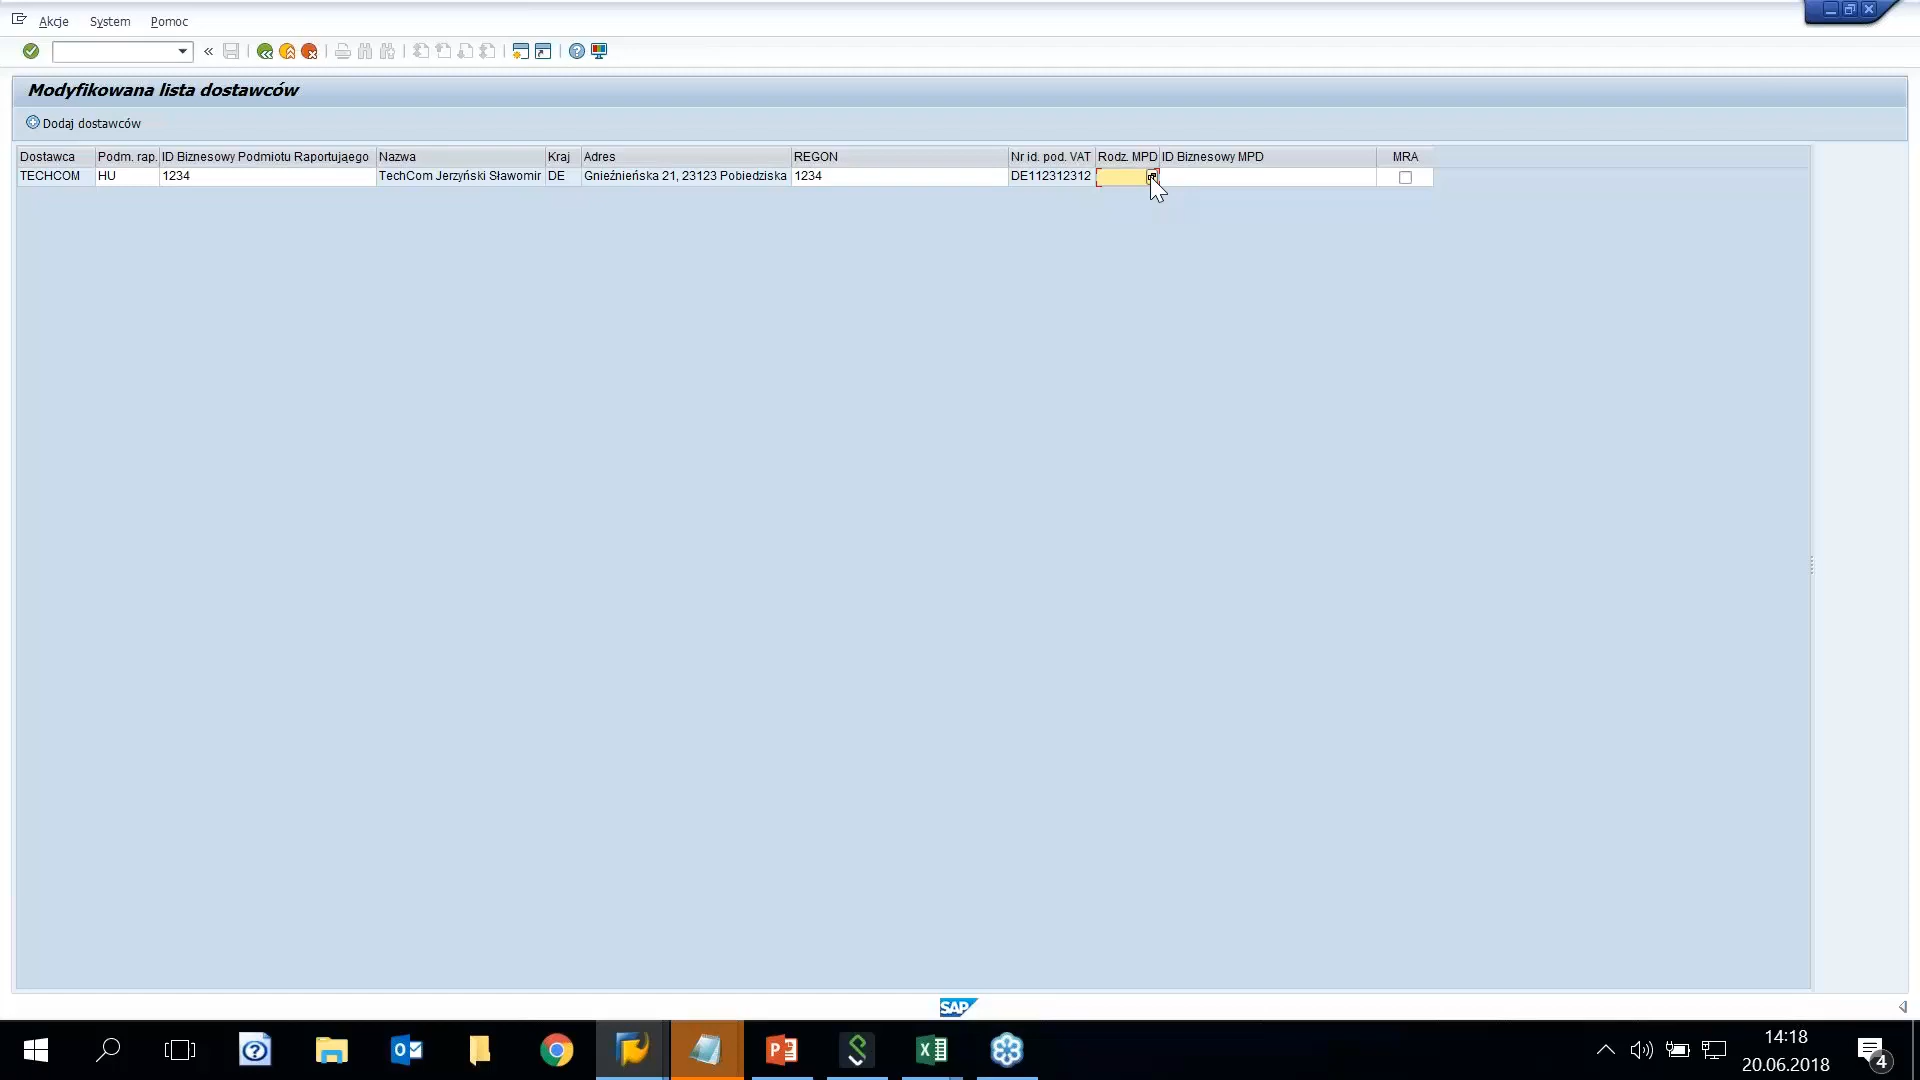 Akcje System Pomoc
Modyfikowana lista dostawców
Dodaj dostawców
Dostawca Podm. rap. ID Biznesowy Podmiotu Raportującego Nazwa Kraj Adres REGON Nr id. pod. VAT Rodz. MPD ID Biznesowy MPD MRA
TECHCOM HU 1234 TechCom Jerzyński Sławomir DE Gnieźnieńska 21, 23123 Pobiedziska 1234 DE112312312
SAP
14:18
20.06.2018
4